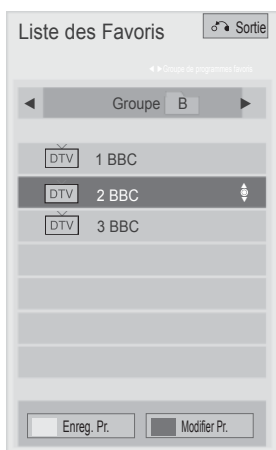 Liste des Favoris
Sortie
◄ ►Groupe de programmes favoris
◄ Groupe B ►
DTV 1 BBC
DTV 2 BBC
DTV 3 BBC
Enreg. Pr. Modifier Pr.